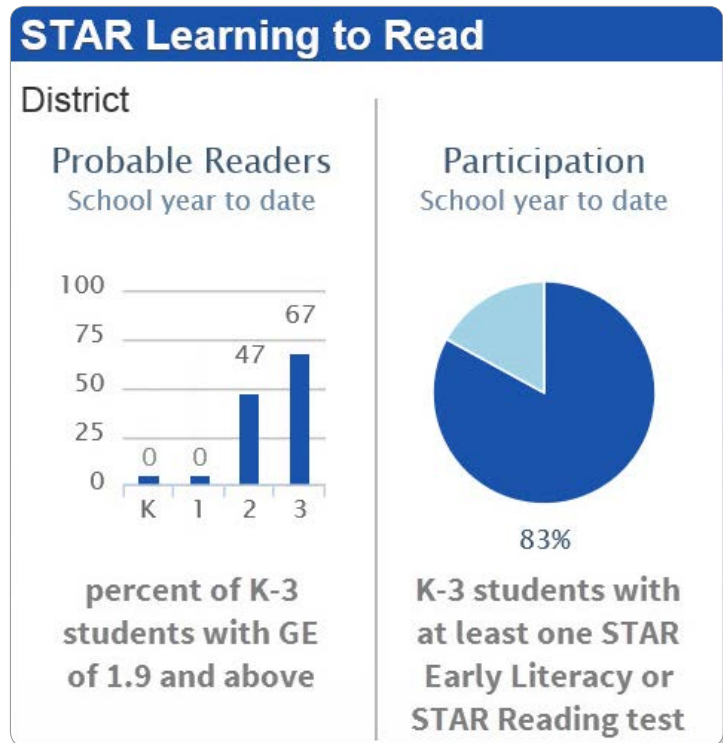 STAR Learning to Read
District
Probable Readers
School year to date
100
75
50
25
0
0
0
47
67
K 1 2 3
percent of K-3
students with GE
of 1.9 and above
Participation
School year to date
83%
K-3 students with
at least one STAR
Early Literacy or
STAR Reading test